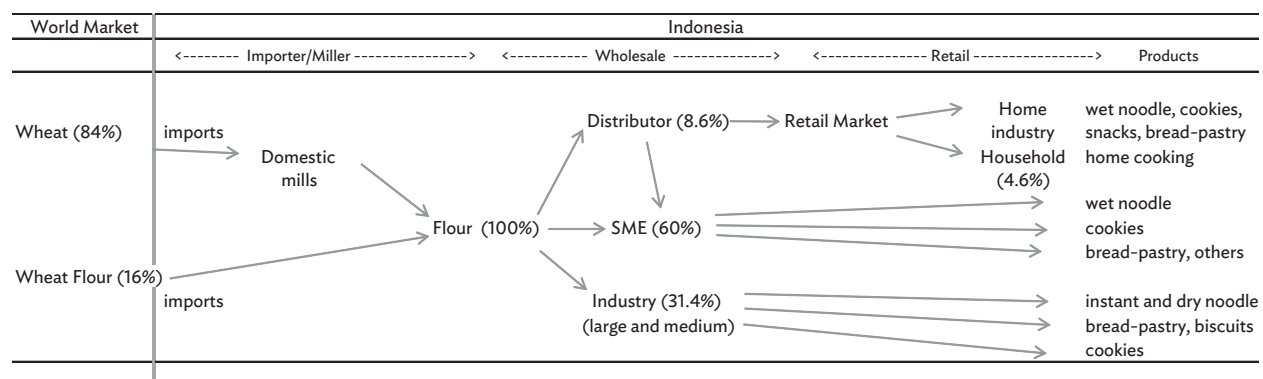 World Market
Indonesia
<-------- Importer/Miller ---------------->
<----------- Wholesale -------------->
<--------------- Retail ----------------->
Products
Wheat (84%)
imports
Domestic
mills
Flour (100%)
Wheat Flour (16%)
imports
Distributor (8.6%)
SME (60%)
Industry (31.4%)
(large and medium)
Retail Market
Home
industry
Household
(4.6%)
wet noodle, cookies,
snacks, bread-pastry
home cooking
wet noodle
cookies
bread-pastry, others
instant and dry noodle
bread-pastry, biscuits
cookies